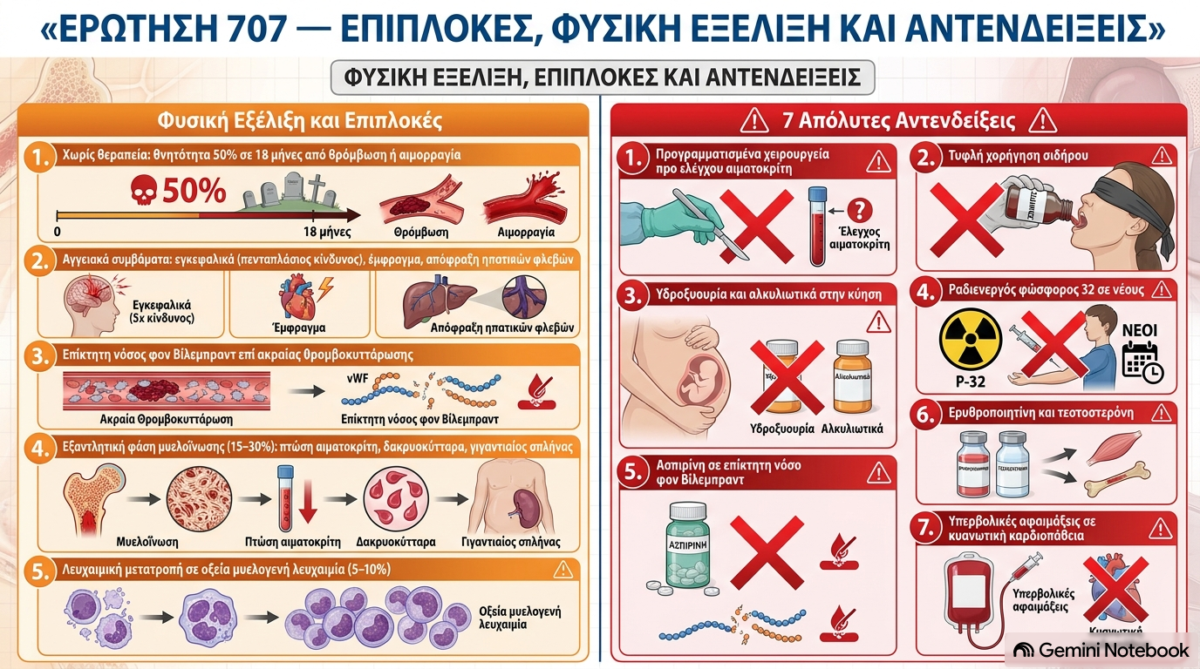 «ΕΡΩΤΗΣΗ 707 — ΕΠΙΠΛΟΚΕΣ, ΦΥΣΙΚΗ ΕΞΕΛΙΞΗ ΚΑΙ ΑΝΤΕΝΔΕΙΞΕΙΣ»
ΦΥΣΙΚΗ ΕΞΕΛΙΞΗ, ΕΠΙΠΛΟΚΕΣ ΚΑΙ ΑΝΤΕΝΔΕΙΞΕΙΣ
Φυσική Εξέλιξη και Επιπλοκές
1. Χωρίς θεραπεία: θνητότητα 50% σε 18 μήνες από θρόμβωση ή αιμορραγία
50%
0
18 μήνες
Θρόμβωση
Αιμορραγία
2. Αγγειακά συμβάματα: εγκεφαλικά (πενταπλάσιος κίνδυνος), έμφραγμα, απόφραξη ηπατικών φλεβών
Εγκεφαλικά
(5x κίνδυνος)
Έμφραγμα
Απόφραξη ηπατικών φλεβών
3. Επίκτητη νόσος φον Βίλεμπραντ επί ακραίας θρομβοκυττάρωσης
Ακραία Θρομβοκυττάρωση
vWF
Επίκτητη νόσος φον Βίλεμπραντ
4. Εξαντλητική φάση μυελοΐνωσης (15–30%): πτώση αιματοκρίτη, δακρυοκύτταρα, γιγαντιαίος σπλήνας
Μυελοΐνωση
Πτώση αιματοκρίτη
Δακρυοκύτταρα
Γιγαντιαίος σπλήνας
5. Λευχαιμική μετατροπή σε οξεία μυελογενή λευχαιμία (5–10%)
Οξεία μυελογενή
λευχαιμία
7 Απόλυτες Αντενδείξεις
1. Προγραμματισμένα χειρουργεία
προ ελέγχου αιματοκρίτη
?
Έλεγχος
αιματοκρίτη
2. Τυφλή χορήγηση σιδήρου
3. Υδροξυουρία και αλκυλιωτικά στην κύηση
Υδροξυουρία
Αλκυλιωτικά
4. Ραδιενεργός φώσφορος 32 σε νέους
P-32
ΝΕΟΙ
5. Ασπιρίνη σε επίκτητη νόσο
φον Βίλεμπραντ
ΑΣΠΙΡΙΝΗ
6. Ερυθροποιητίνη και τεστοστερόνη
7. Υπερβολικές αφαιμάξεις σε
κυανωτική καρδιοπάθεια
Υπερβολικές
αφαιμάξεις
Gemini Notebook